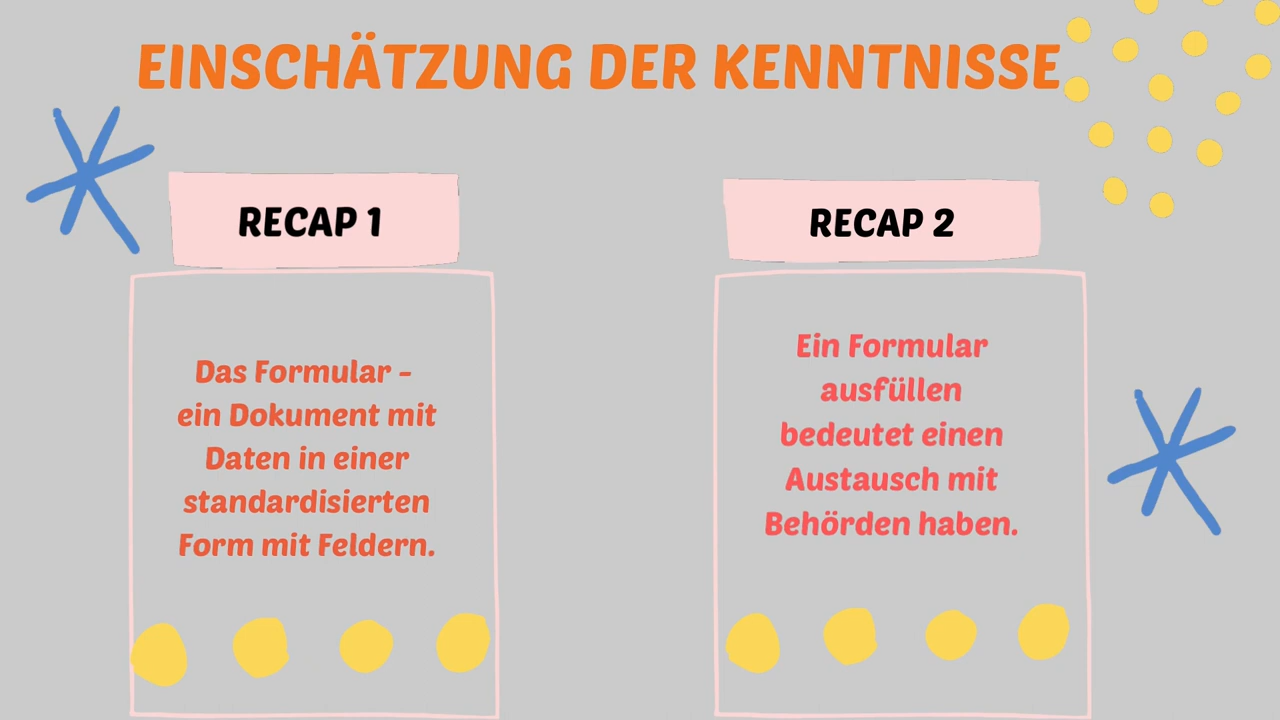 EINSCHÄTZUNG DER KENNTNISSE
RECAP 1
Das Formular -
ein Dokument mit
Daten in einer
standardisierten
Form mit Feldern.
RECAP 2
Ein Formular
ausfüllen
bedeutet einen
Austausch mit
Behörden haben.